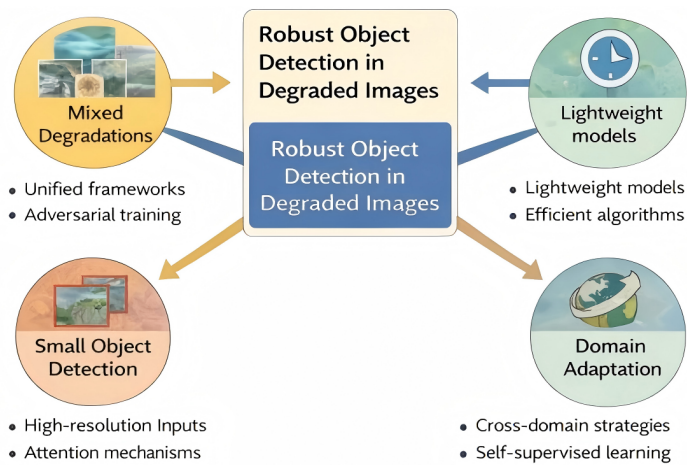 Robust Object
Detection in
Degraded Images
Robust Object
Detection in
Degraded Images
Mixed
Degradations
• Unified frameworks
• Adversarial training
Lightweight
models
• Lightweight models
• Efficient algorithms
Small Object
Detection
• High-resolution Inputs
• Attention mechanisms
Domain
Adaptation
• Cross-domain strategies
• Self-supervised learning